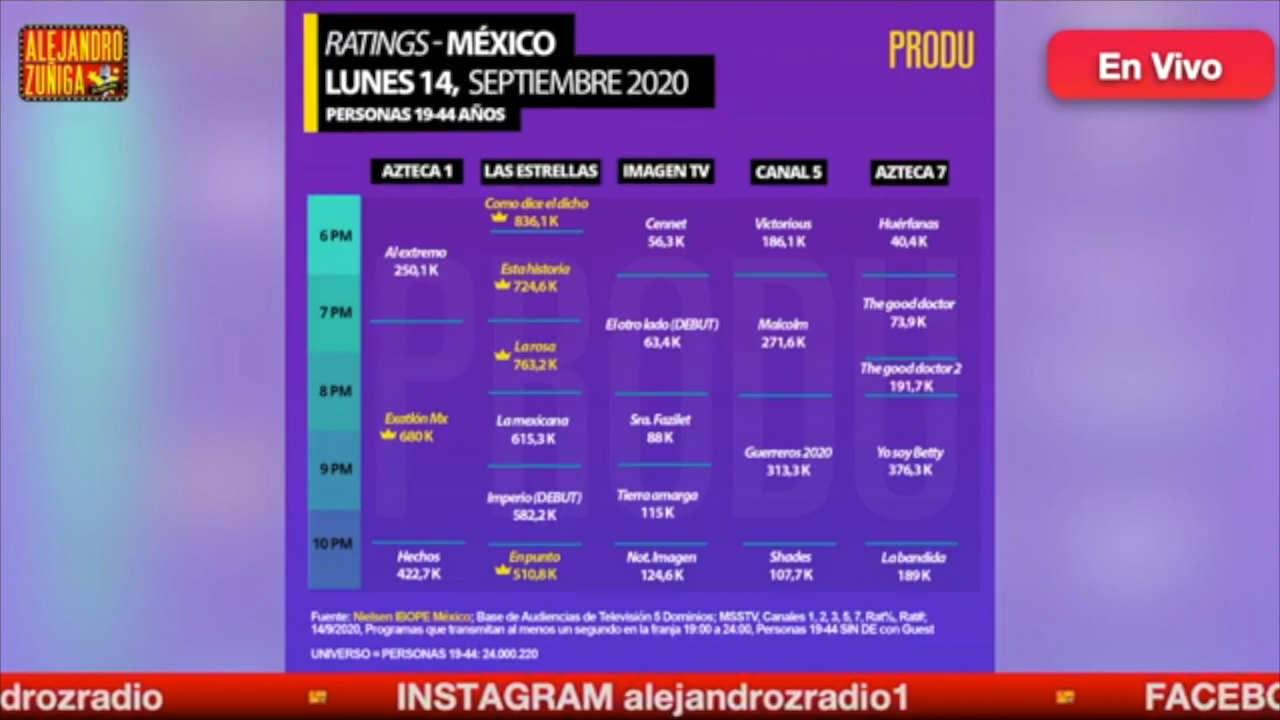 ALEJANDRO
ZUÑIGA
RATINGS - MÉXICO
LUNES 14, SEPTIEMBRE 2020
PERSONAS 19-44 AÑOS
PRODU
En Vivo
AZTECA 1
LAS ESTRELLAS
IMAGEN TV
CANAL 5
AZTECA 7
6 PM
7 PM
8 PM
9 PM
10 PM
Al extremo
250,1 K
Exatlón Mx
680 K
Hechos
422,7K
Como dice el dicho
836,1 K
Esta historia
724,6 K
La rosa
763,2 K
La mexicana
615,3 K
Imperio (DEBUT)
582,2 K
En punto
510,8 K
Cennet
56,3 K
El otro lado (DEBUT)
63,4 K
Sra. Fazilet
88 K
Tierra amarga
115 K
Not. Imagen
124,6 K
Victorious
186,1 K
Malcolm
271,6 K
Guerreros 2020
313,3 K
Shades
107,7 K
Huérfanas
40,4 K
The good doctor
73,9 K
The good doctor 2
191,7 K
Yo soy Betty
376,3 K
La bandida
189 K
PRODU
Fuente: Nielsen IBOPE México; Base de Audiencias de Televisión 5 Dominios; MSSTV, Canales 1, 2, 3, 5, 7, Rat%, Rat#;
14/9/2020, Programas que transmitan al menos un segundo en la franja 19:00 a 24:00, Personas 19-44 SIN DE con Guest
UNIVERSO = PERSONAS 19-44: 24.000.220
drozradio INSTAGRAM alejandrozradio1 FACEBO